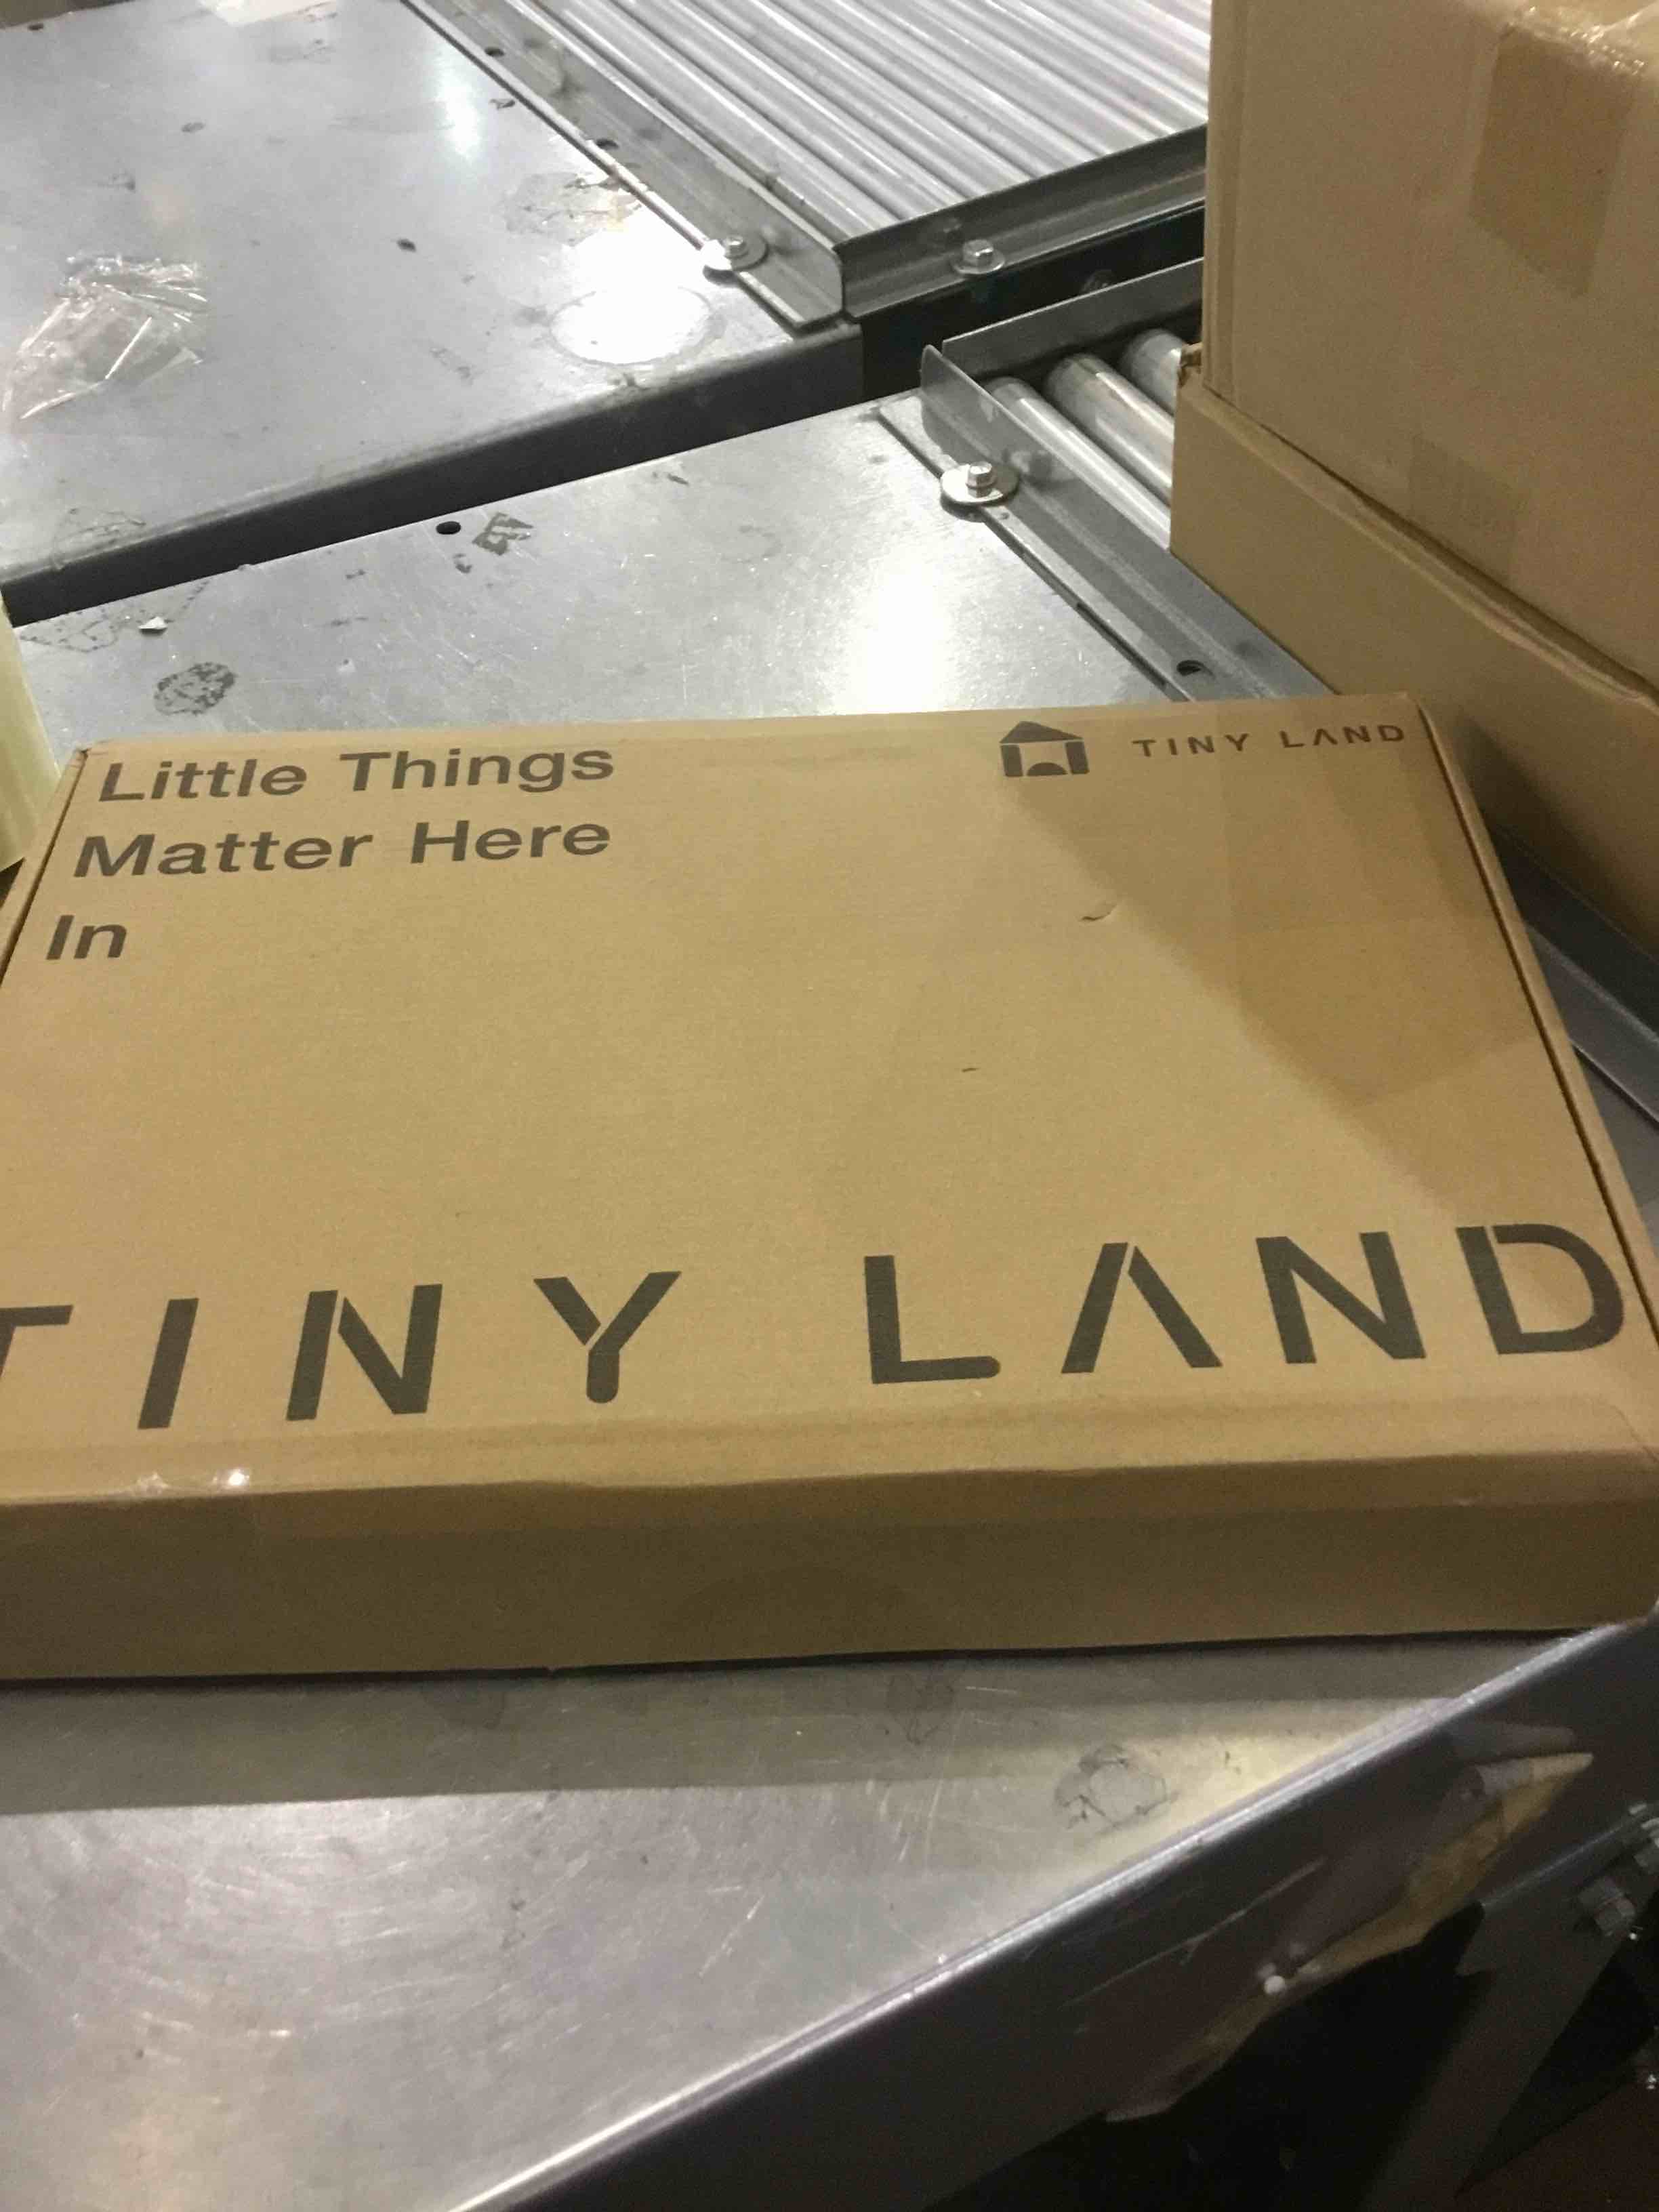 Little Things
Matter Here
In
TINY LAND
TINY LAND